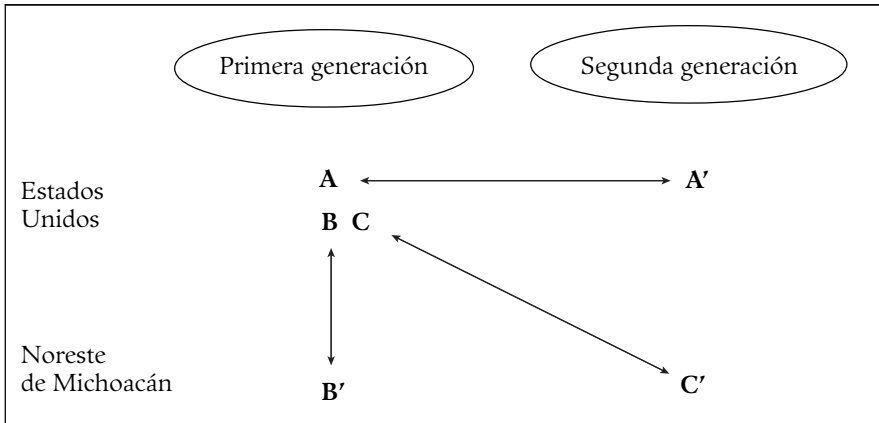 Primera generación
Segunda generación
Estados
Unidos
A
A'
B C
Noreste
de Michoacán
B'
C'